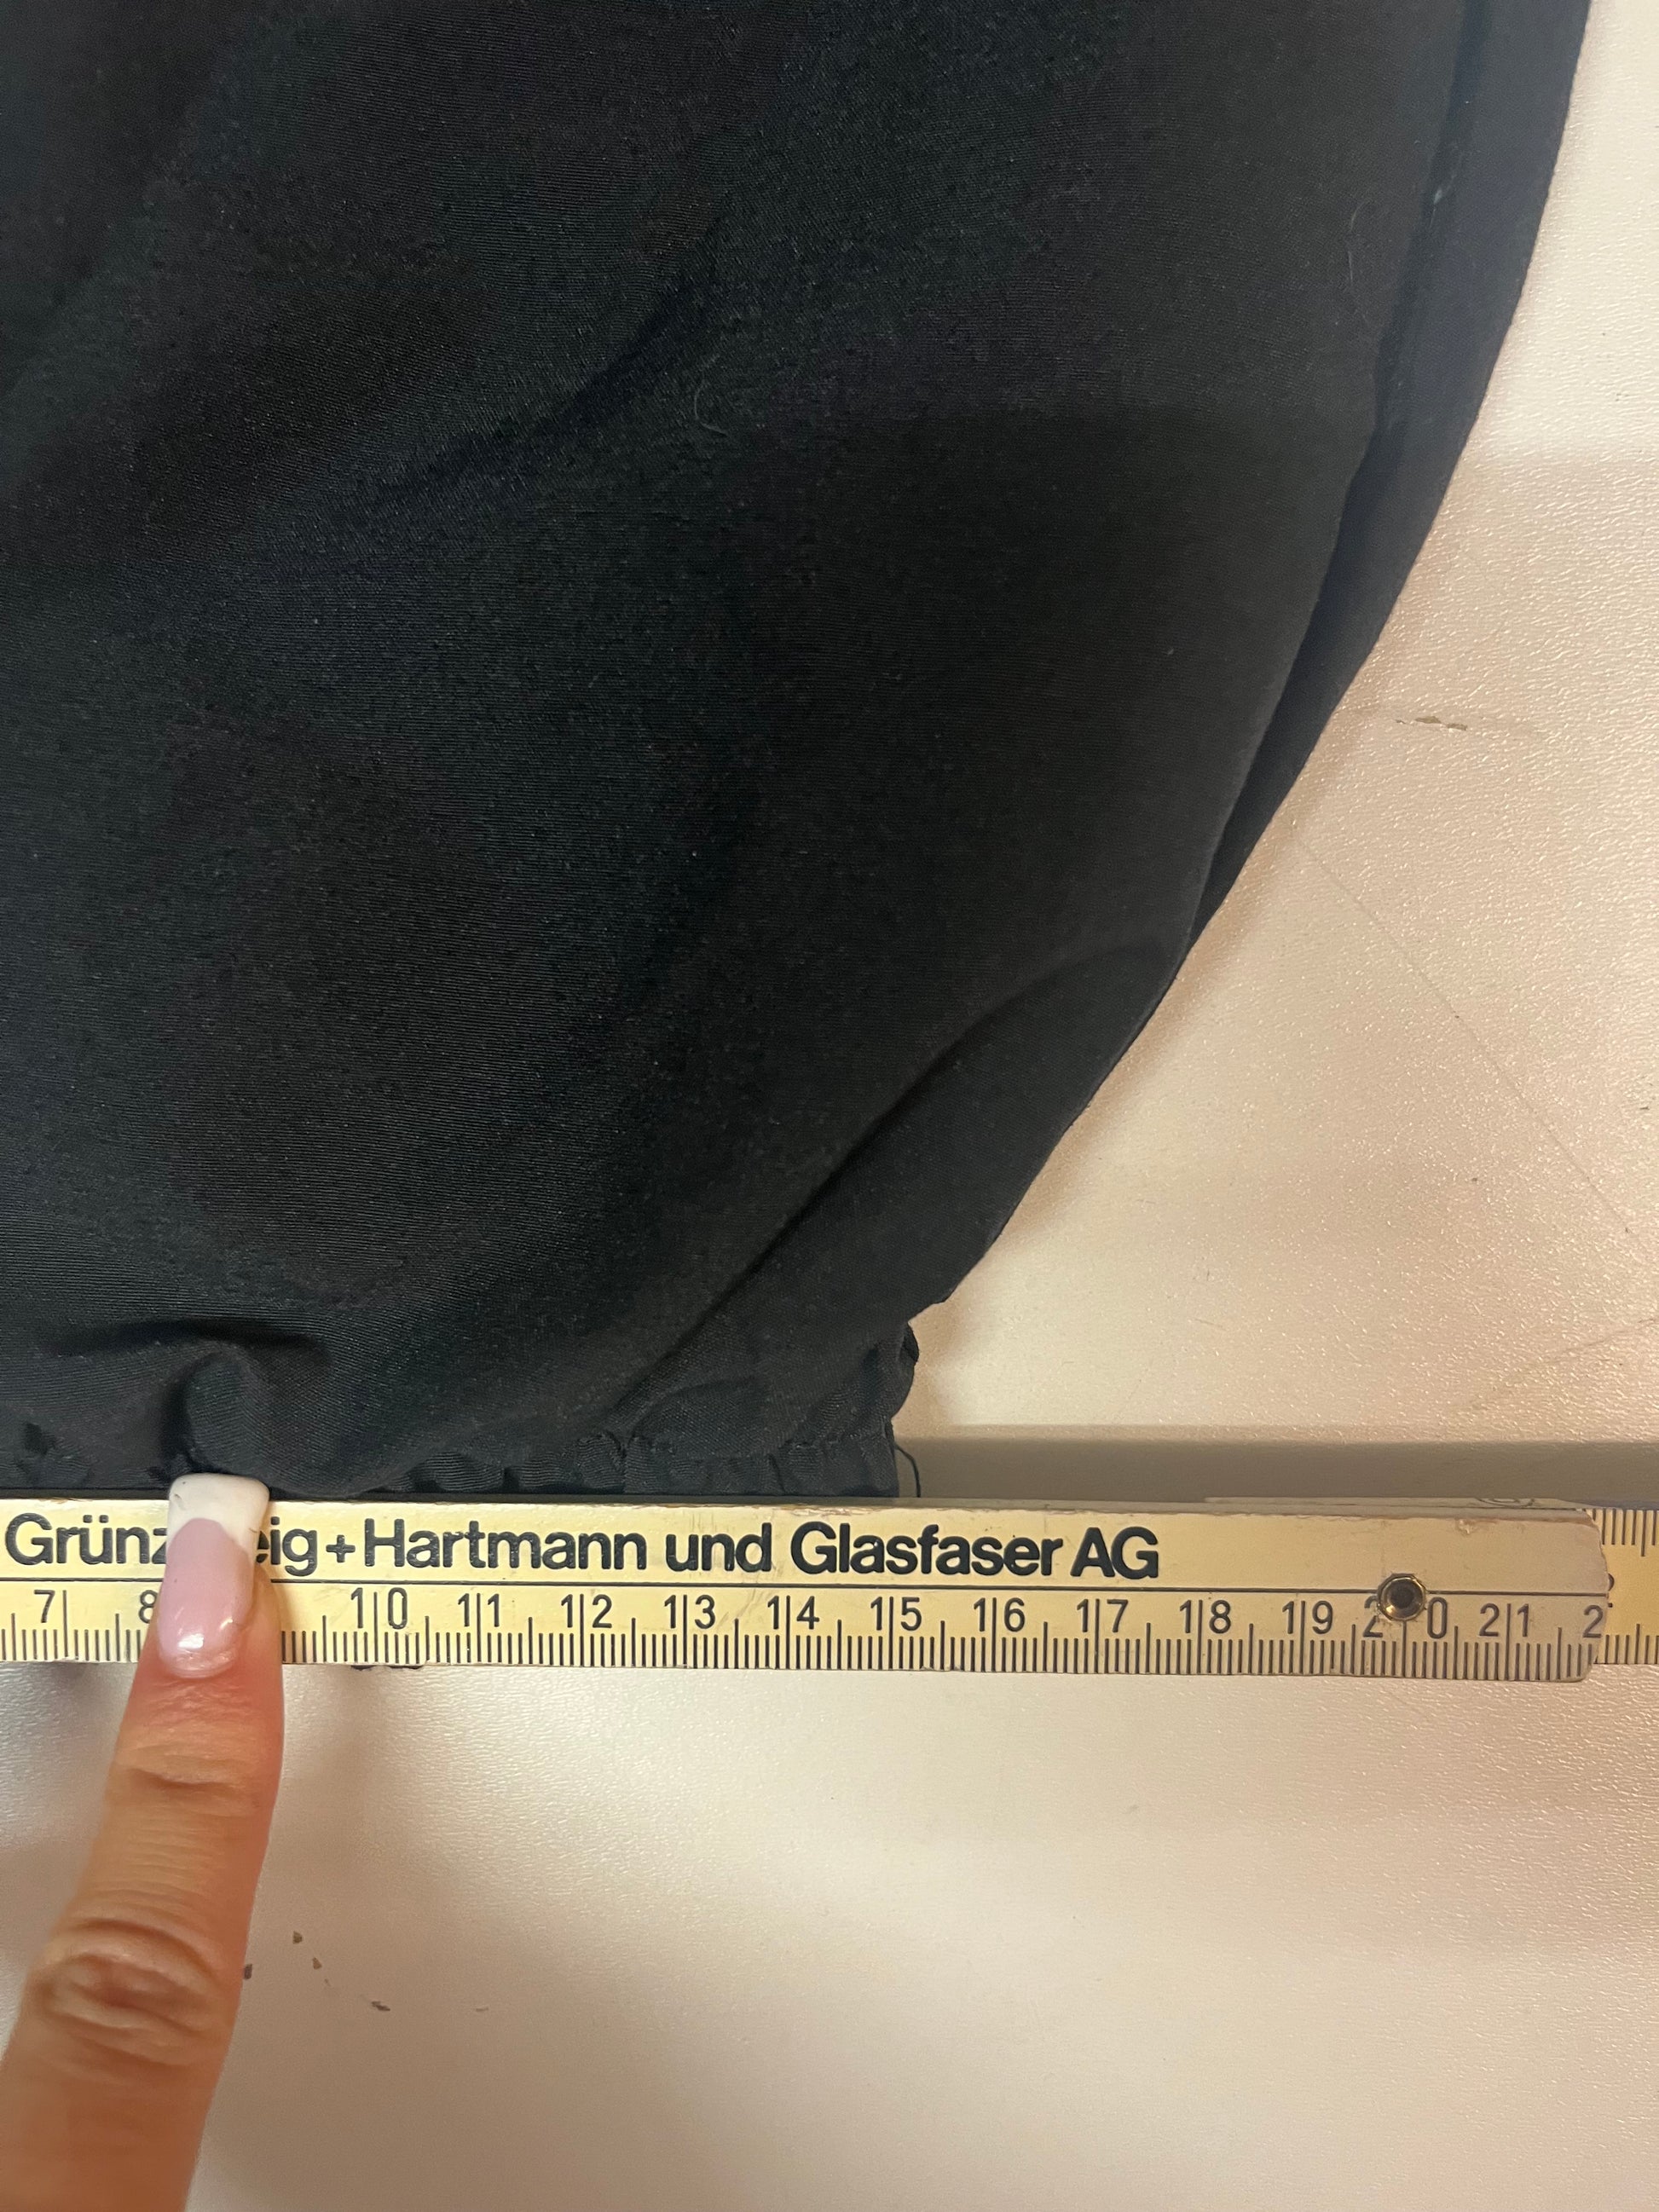 Grünz eig+Hartmann und Glasfaser AG
7 8 10 11 12 13 14 15 16 17 18 19 20 21 2